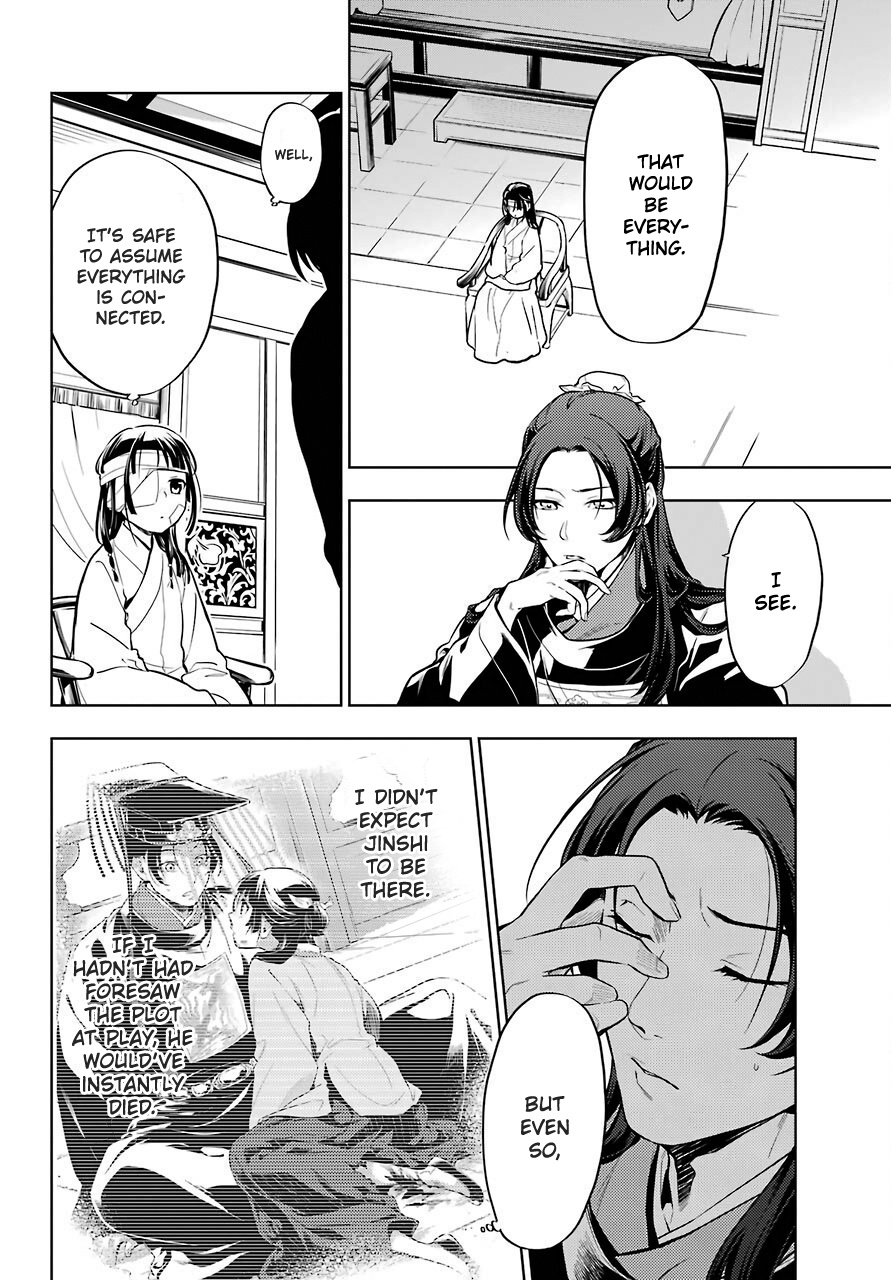 THAT
WOULD
BE
EVERY-
THING.
WELL,
IT'S SAFE
TO ASSUME
EVERYTHING
IS CON-
NECTED.
I
SEE.
BUT
EVEN
SO,
I DIDN'T
EXPECT
JINSHI
TO BE
THERE.
IF I
HADN'T HAD
FORESAW
THE PLOT
AT PLAY, HE
WOULD'VE
INSTANTLY
DIED.